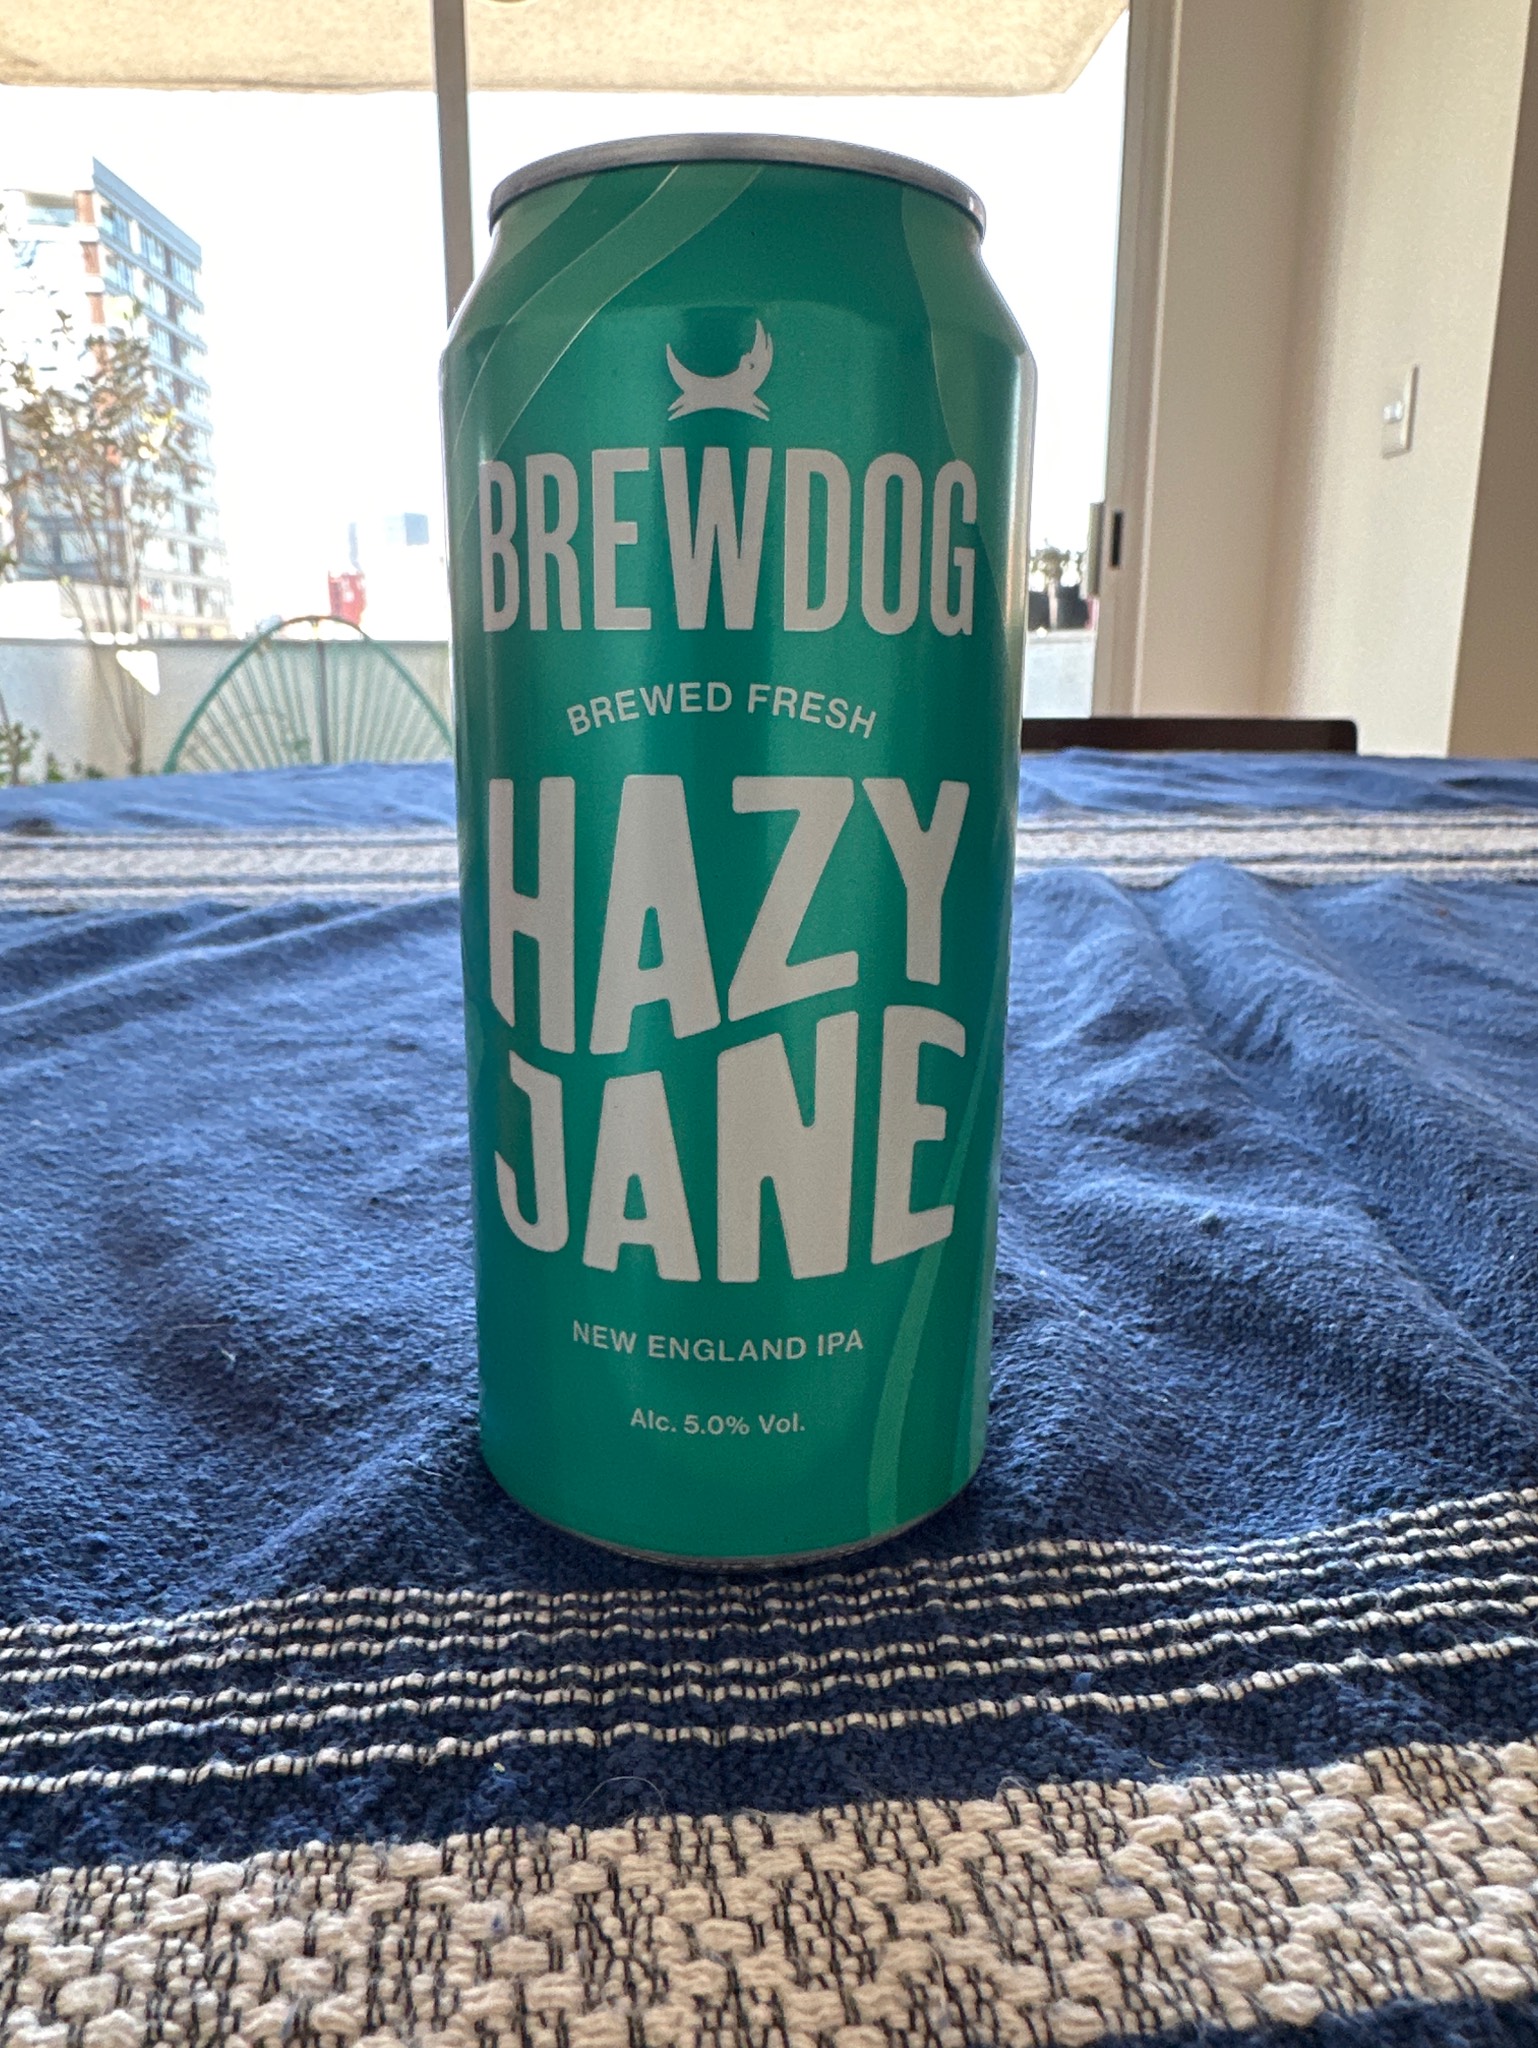 BREWDOG
BREWED FRESH
HAZY
JANE
NEW ENGLAND IPA
Alc. 5.0% Vol.